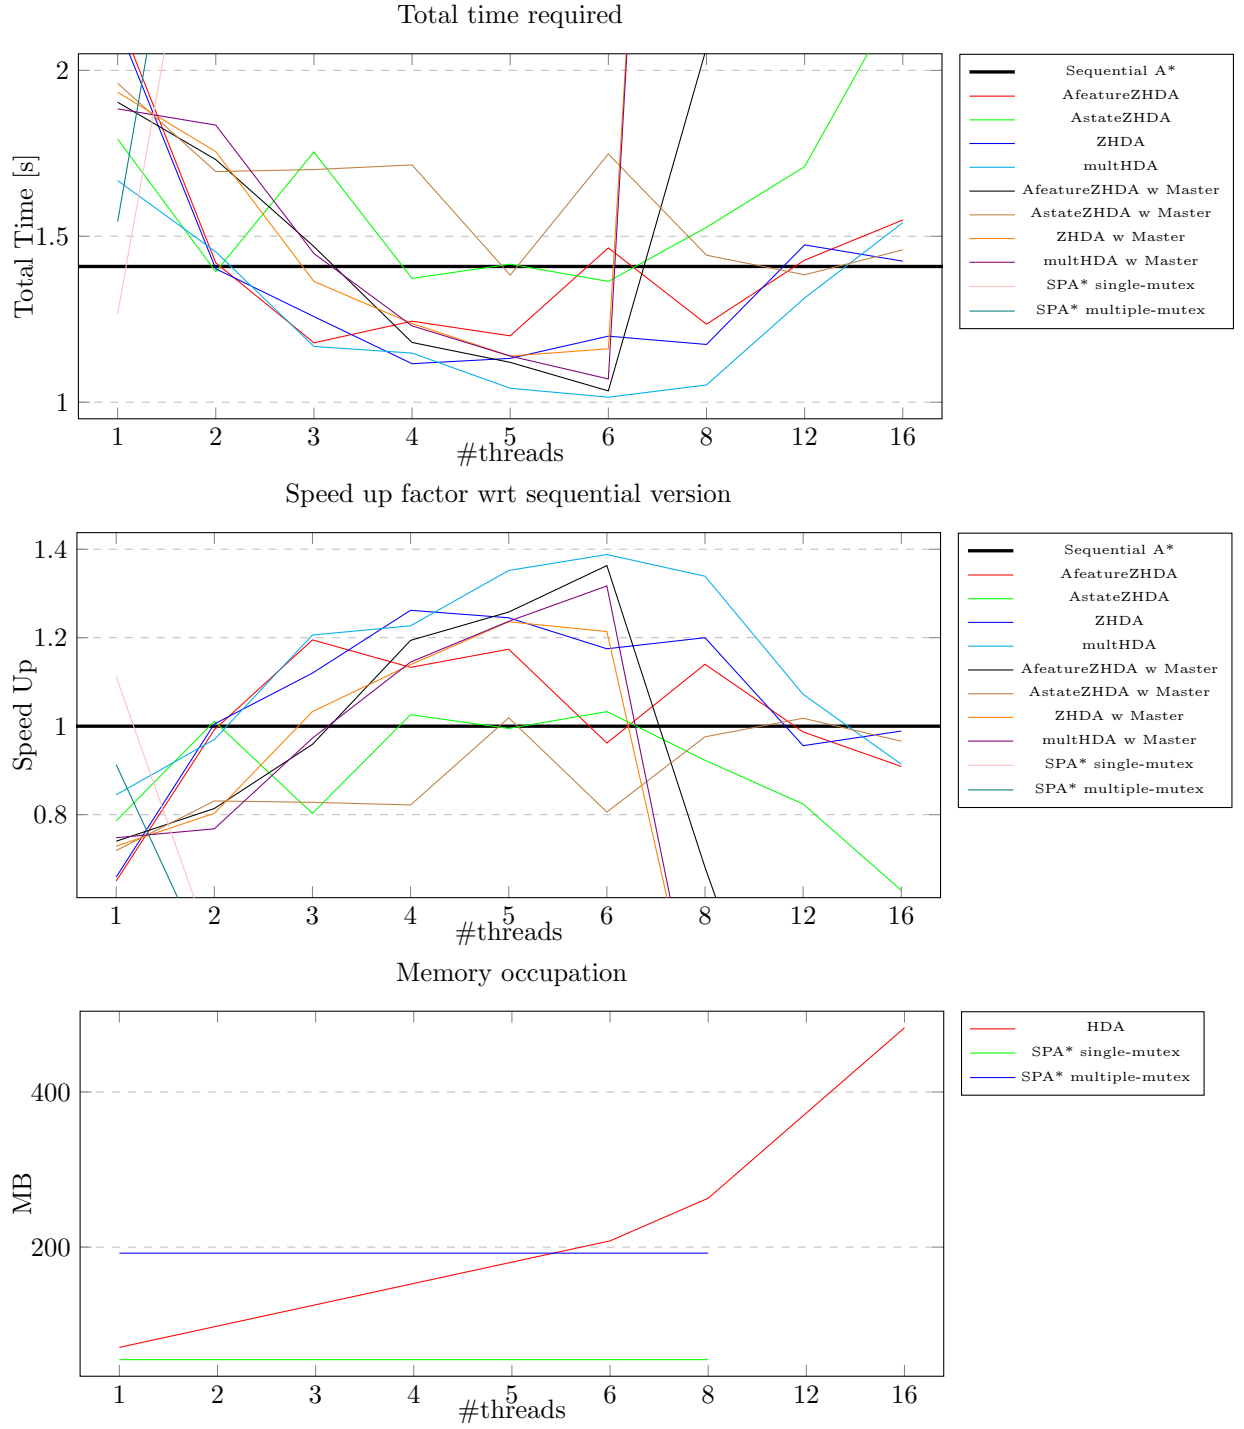 Total time required
Total Time [s]
2
1.5
1
1 2 3 4 5 6 8 12 16
#threads
Sequential A*
AfeatureZHDA
AstateZHDA
ZHDA
multHDA
AfeatureZHDA w Master
AstateZHDA w Master
ZHDA w Master
multHDA w Master
SPA* single-mutex
SPA* multiple-mutex
Speed up factor wrt sequential version
Speed Up
1.4
1.2
1
0.8
1 2 3 4 5 6 8 12 16
#threads
Sequential A*
AfeatureZHDA
AstateZHDA
ZHDA
multHDA
AfeatureZHDA w Master
AstateZHDA w Master
ZHDA w Master
multHDA w Master
SPA* single-mutex
SPA* multiple-mutex
Memory occupation
MB
400
200
1 2 3 4 5 6 8 12 16
#threads
HDA
SPA* single-mutex
SPA* multiple-mutex